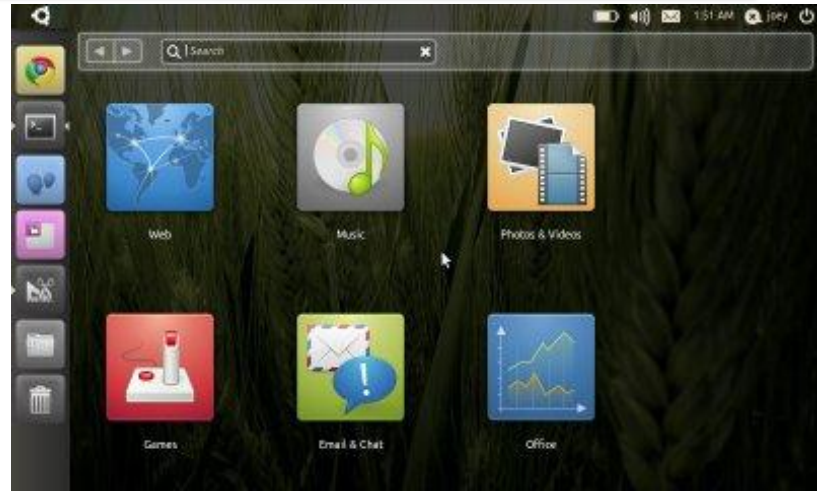 1:51 AM joey
Search
Web Music Photos & Videos
Games Email & Chat Office